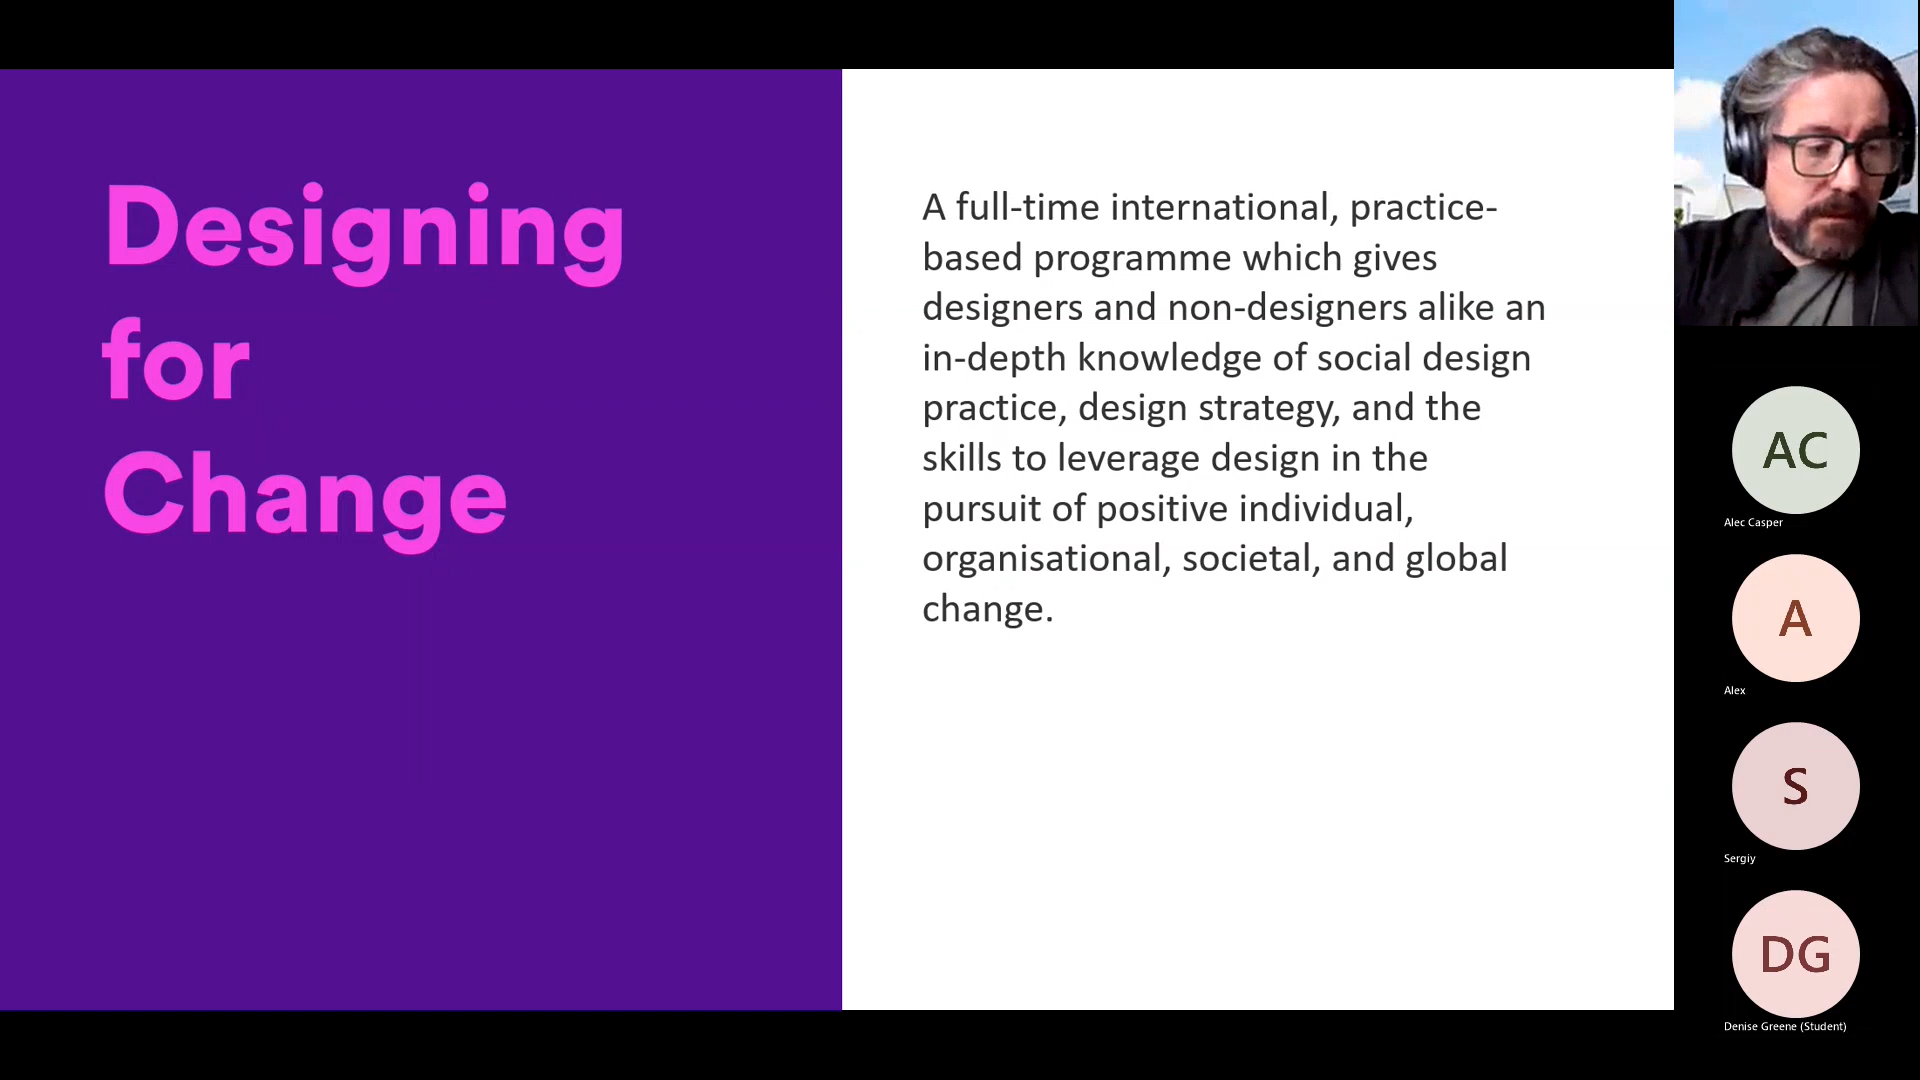 Designing
for
Change
A full-time international, practice-
based programme which gives
designers and non-designers alike an
in-depth knowledge of social design
practice, design strategy, and the
skills to leverage design in the
pursuit of positive individual,
organisational, societal, and global
change.
AC
Alec Casper
A
Alex
S
Sergiy
DG
Denise Greene (Student)